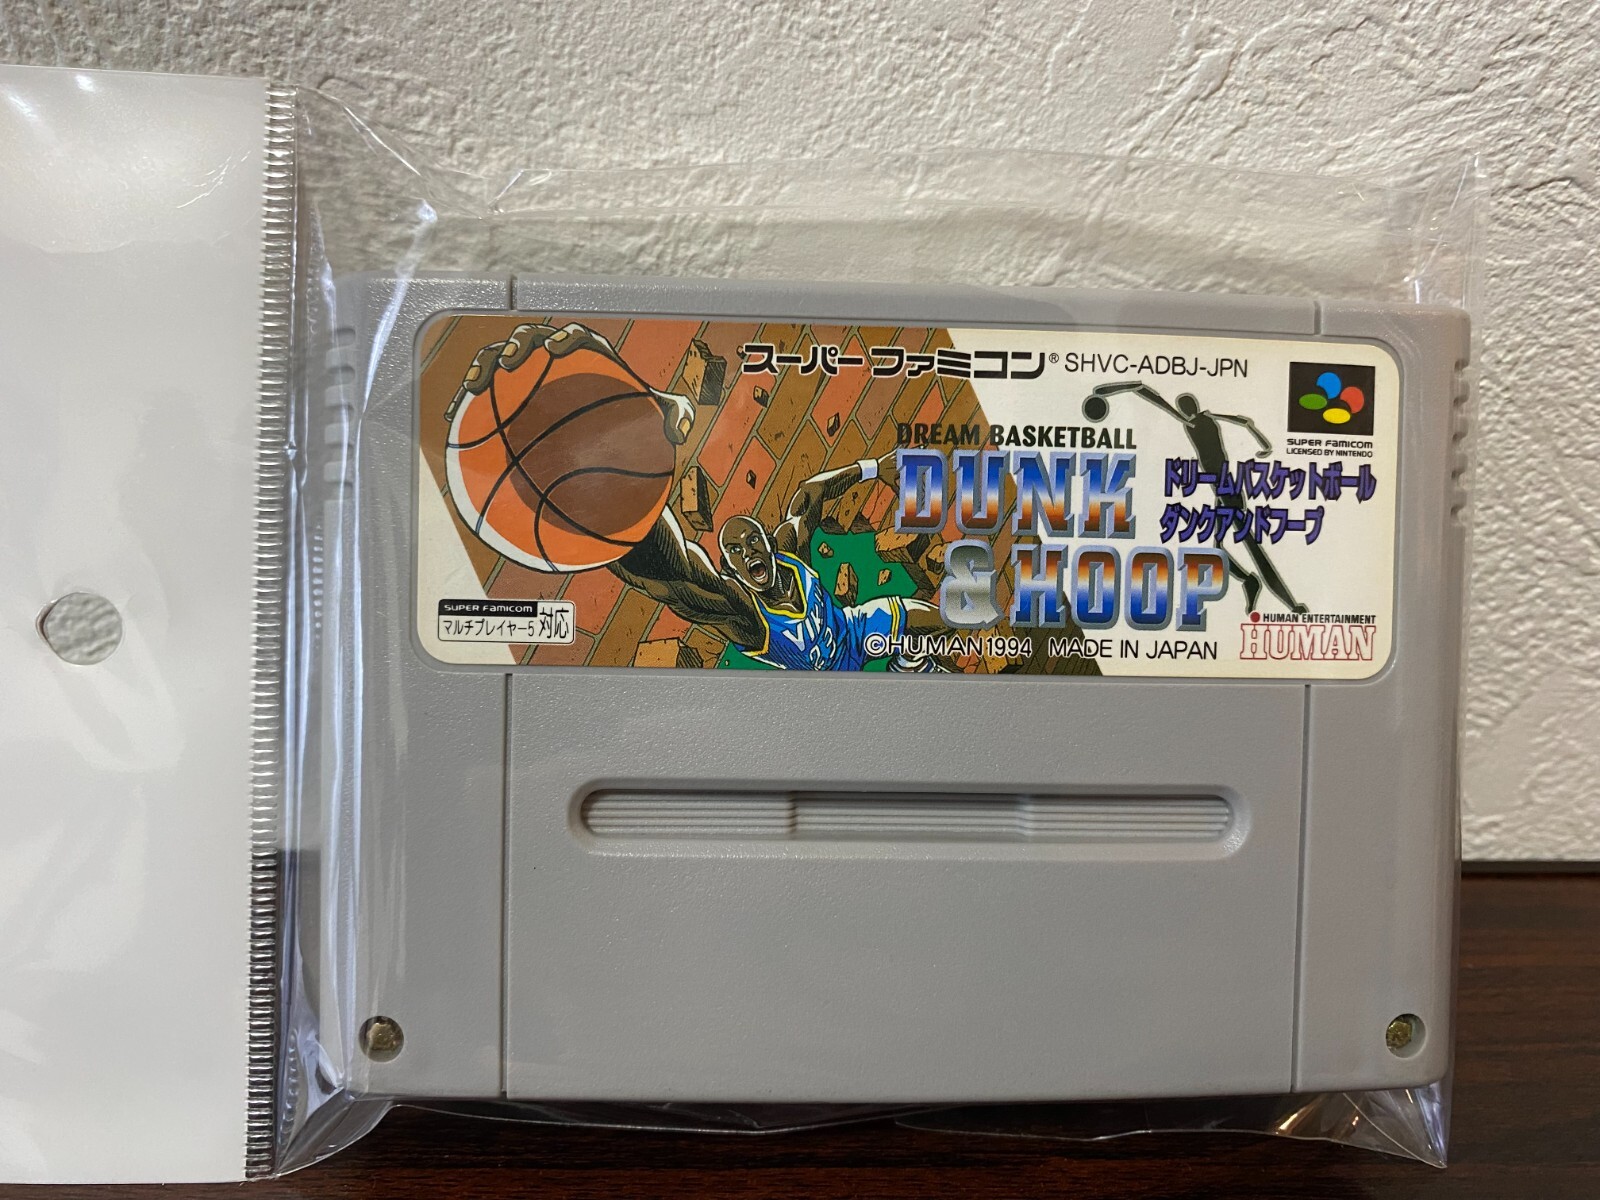 スーパーファミコン® SHVC-ADBJ-JPN
SUPER FAMICOM
LICENSED BY NINTENDO
DREAM BASKETBALL
DUNK
& HOOP
ドリームバスケットボール
ダンクアンドフープ
SUPER FAMICOM
マルチプレイヤー5 対応
©HUMAN 1994 MADE IN JAPAN
HUMAN ENTERTAINMENT
HUMAN